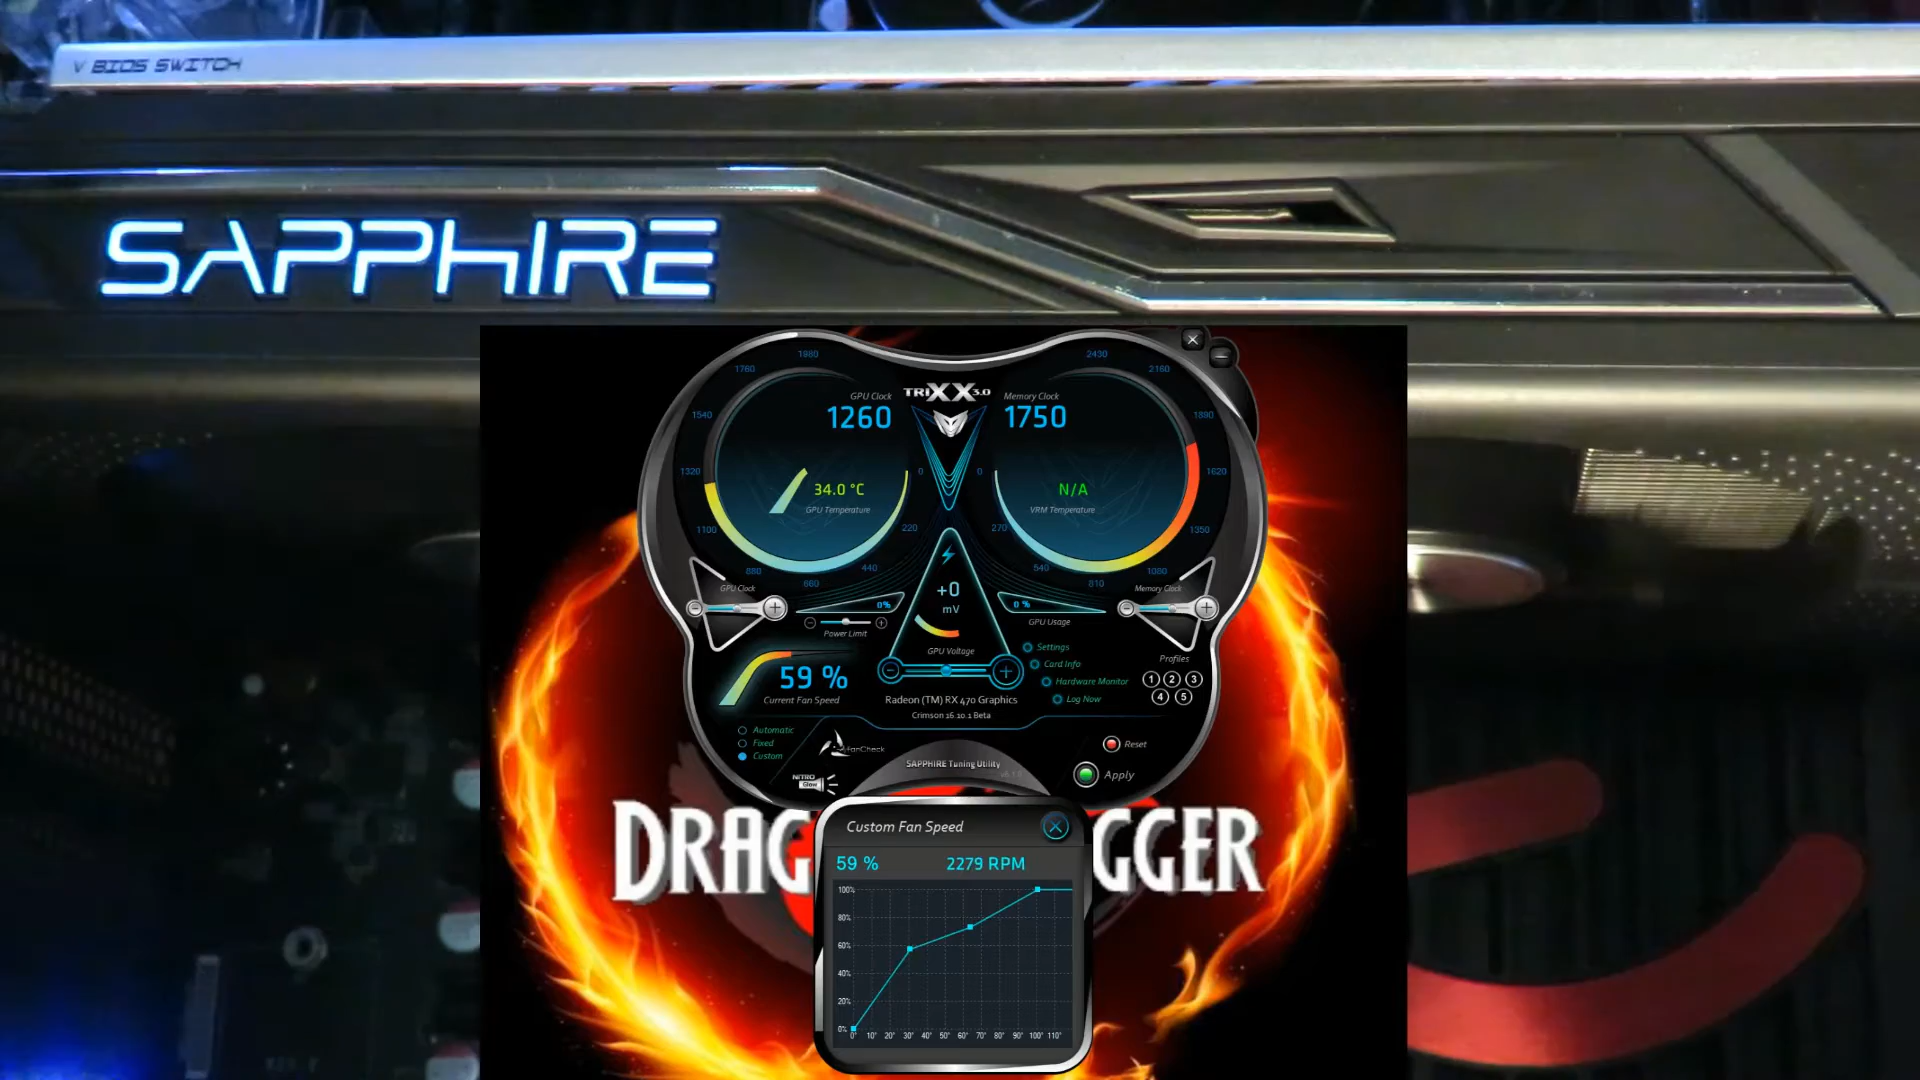 V BIOS SWITCH
SAPPHIRE
TRIXX 3.0
GPU Clock
1260
Memory Clock
1750
1980
1760
1540
1320
1100
880
660
440
220
0
2430
2160
1890
1620
1350
1080
810
540
270
0
34.0 °C
GPU Temperature
N/A
VRM Temperature
GPU Clock
Memory Clock
0%
Power Limit
+0
mV
GPU Voltage
0 %
GPU Usage
59 %
Current Fan Speed
Settings
Card Info
Hardware Monitor
Log Now
Profiles
1 2 3
4 5
Radeon (TM) RX 470 Graphics
Crimson 16.10.1 Beta
Automatic
Fixed
Custom
fanCheck
NITRO
Glow
SAPPHIRE Tuning Utility
Reset
Apply
DRAG GGER
Custom Fan Speed
59 % 2279 RPM
100%
80%
60%
40%
20%
0%
0° 10° 20° 30° 40° 50° 60° 70° 80° 90° 100° 110°